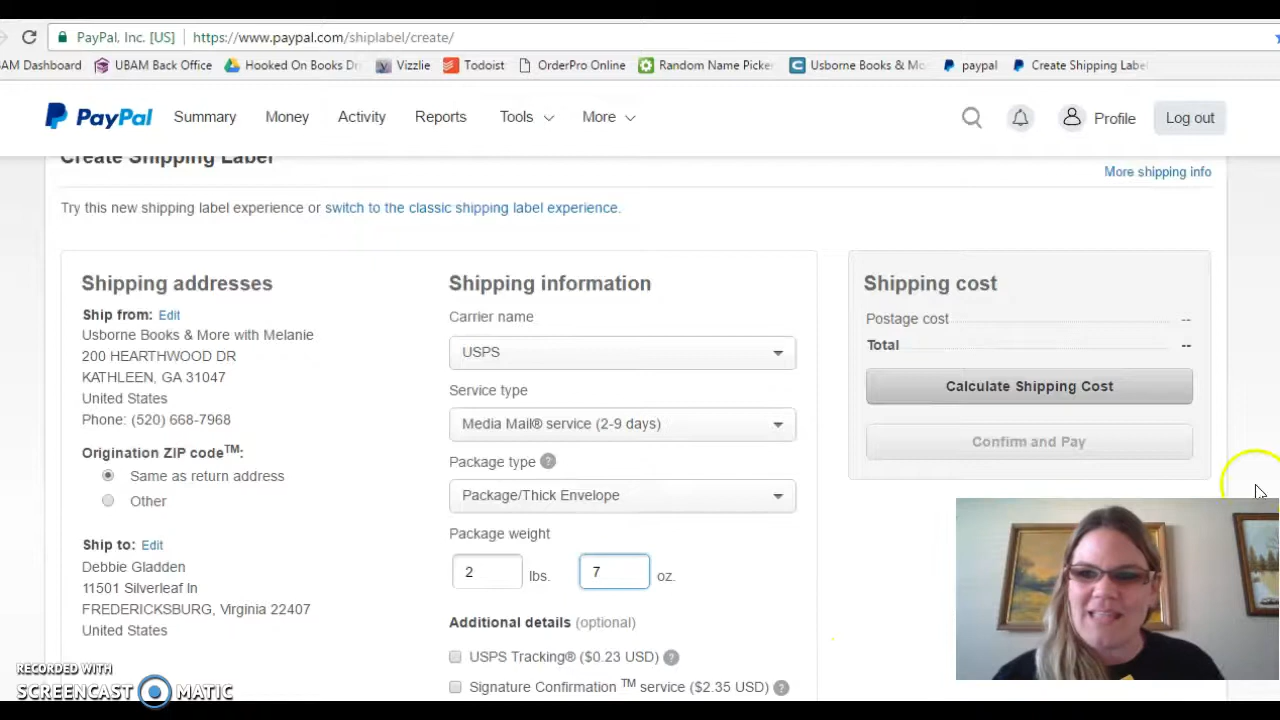 PayPal, Inc. [US] https://www.paypal.com/shiplabel/create/
AM Dashboard UBAM Back Office Hooked On Books Dr Vizzlie Todoist OrderPro Online Random Name Picker Usborne Books & Mo paypal Create Shipping Labe
PayPal Summary Money Activity Reports Tools More Profile Log out
Create Shipping Label
More shipping info
Try this new shipping label experience or switch to the classic shipping label experience.
Shipping addresses
Ship from: Edit
Usborne Books & More with Melanie
200 HEARTHWOOD DR
KATHLEEN, GA 31047
United States
Phone: (520) 668-7968
Origination ZIP code™:
Same as return address
Other
Ship to: Edit
Debbie Gladden
11501 Silverleaf ln
FREDERICKSBURG, Virginia 22407
United States
Shipping information
Carrier name
USPS
Service type
Media Mail® service (2-9 days)
Package type ?
Package/Thick Envelope
Package weight
2 lbs. 7 oz.
Additional details (optional)
USPS Tracking® ($0.23 USD) ?
Signature Confirmation ™ service ($2.35 USD) ?
Shipping cost
Postage cost --
Total --
Calculate Shipping Cost
Confirm and Pay
RECORDED WITH
SCREENCAST MATIC